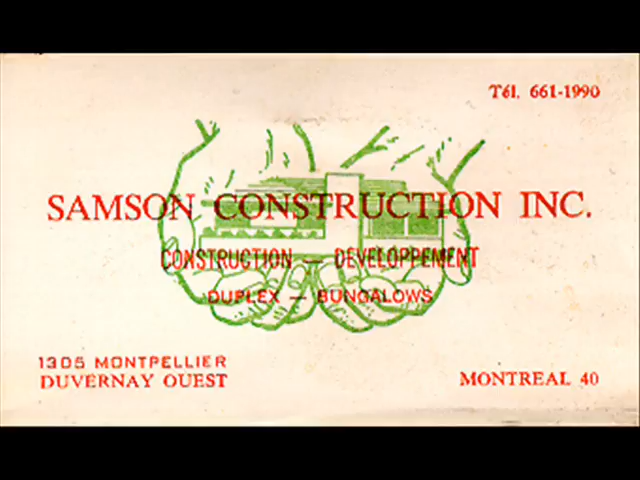 Tél. 661-1990
SAMSON CONSTRUCTION INC.
CONSTRUCTION — DEVELOPPEMENT
DUPLEX — BUNGALOWS
1305 MONTPELLIER
DUVERNAY OUEST
MONTREAL 40